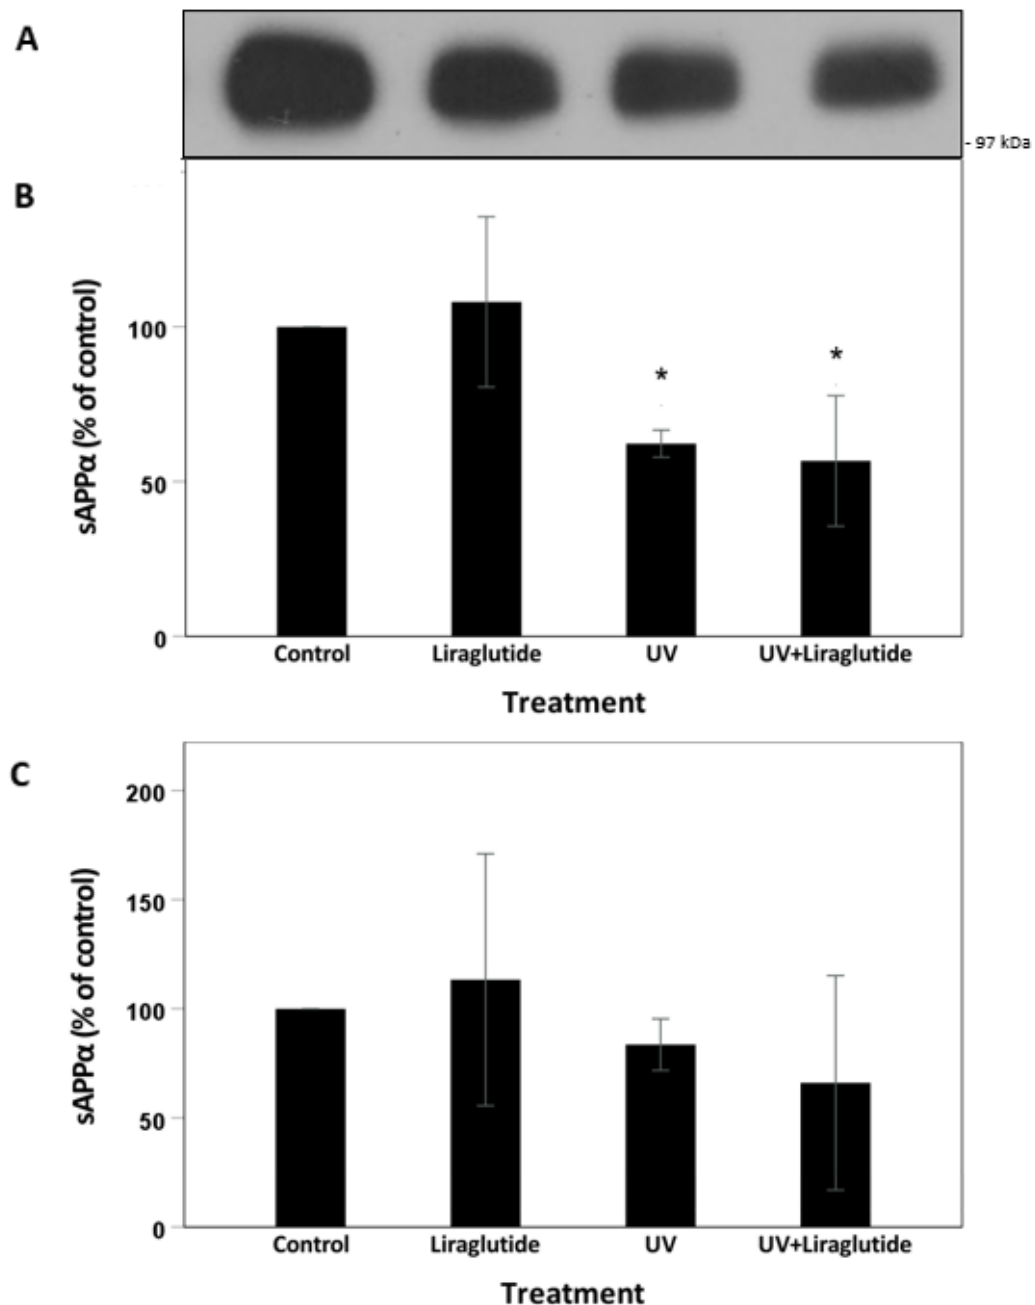 A
- 97 kDa
B
sAPPα (% of control)
100
50
0
*
*
Control Liraglutide UV UV+Liraglutide
Treatment
C
sAPPα (% of control)
200
150
100
50
0
Control Liraglutide UV UV+Liraglutide
Treatment